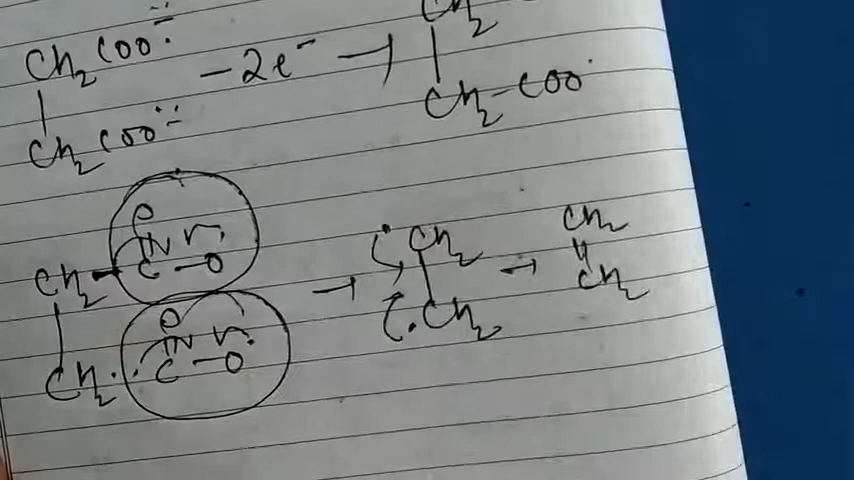 CH2COO:- - 2e- → CH2
CH2-COO·
CH2COO:-
O
CH2-C-O · CH2 → CH2
O
CH2··C-O· → ·CH2 CH2